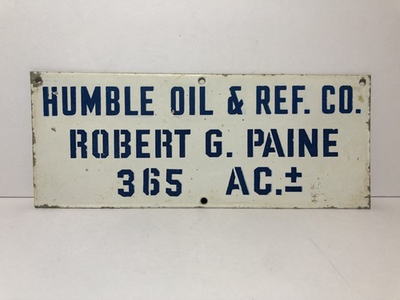 HUMBLE OIL & REF. CO.
ROBERT G. PAINE
365 AC.±